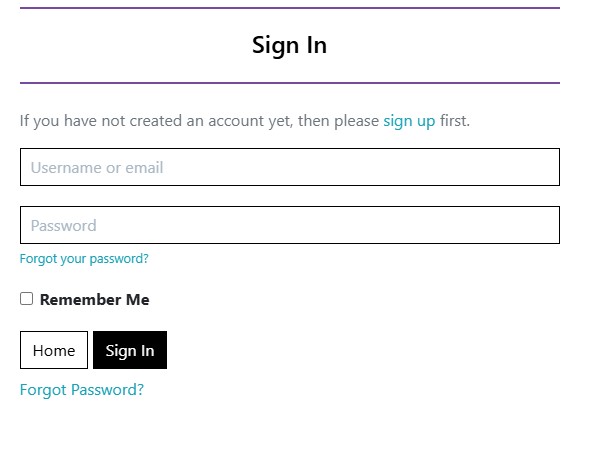 Sign In
If you have not created an account yet, then please sign up first.
Username or email
Password
Forgot your password?
Remember Me
Home Sign In
Forgot Password?